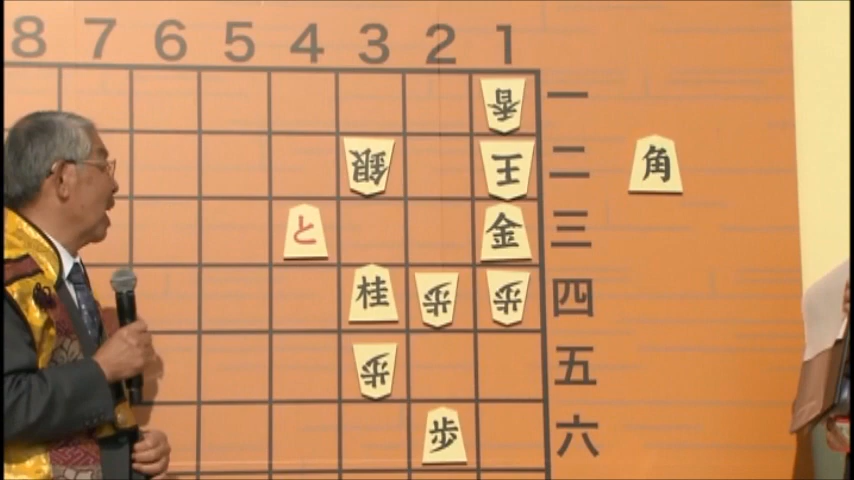 8 7 6 5 4 3 2 1
香 一
銀 王 二 角
と 金 三
桂 歩 歩 四
歩 五
歩 六